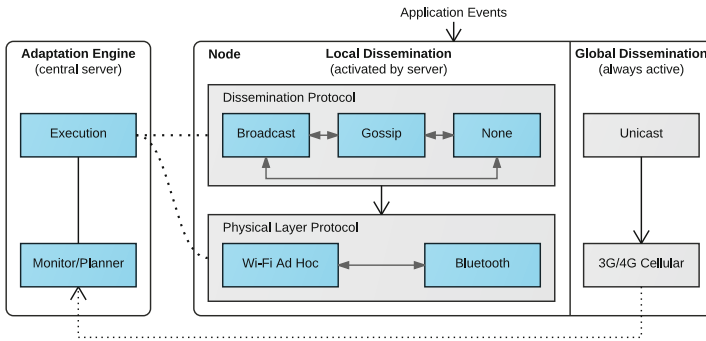 Application Events
Adaptation Engine
(central server)
Execution
Monitor/Planner
Node
Local Dissemination
(activated by server)
Dissemination Protocol
Broadcast
Gossip
None
Physical Layer Protocol
Wi-Fi Ad Hoc
Bluetooth
Global Dissemination
(always active)
Unicast
3G/4G Cellular